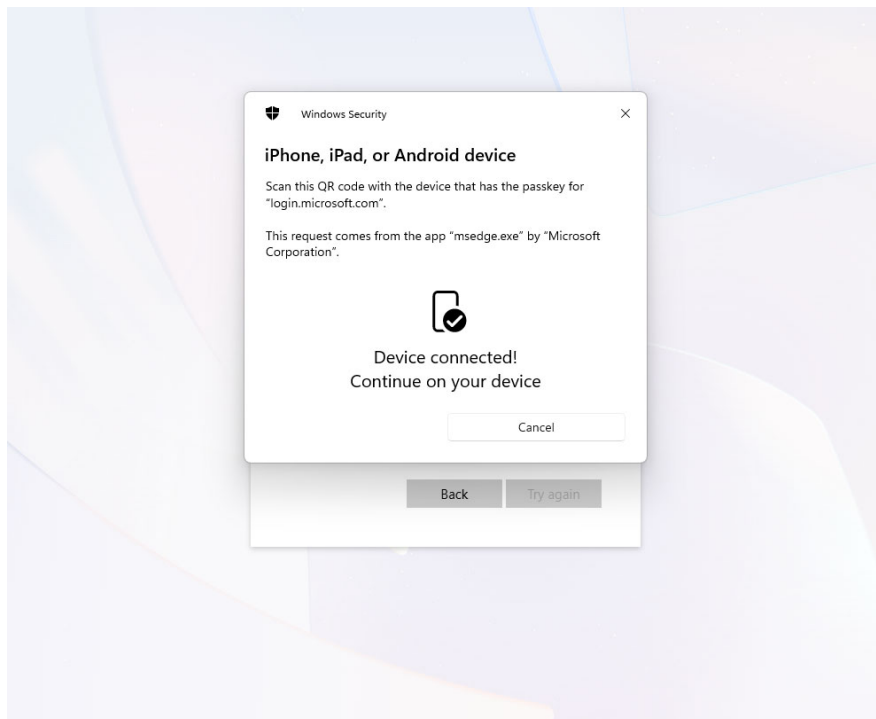 Windows Security
iPhone, iPad, or Android device
Scan this QR code with the device that has the passkey for
“login.microsoft.com”.
This request comes from the app “msedge.exe” by “Microsoft
Corporation”.
Device connected!
Continue on your device
Cancel
Back
Try again